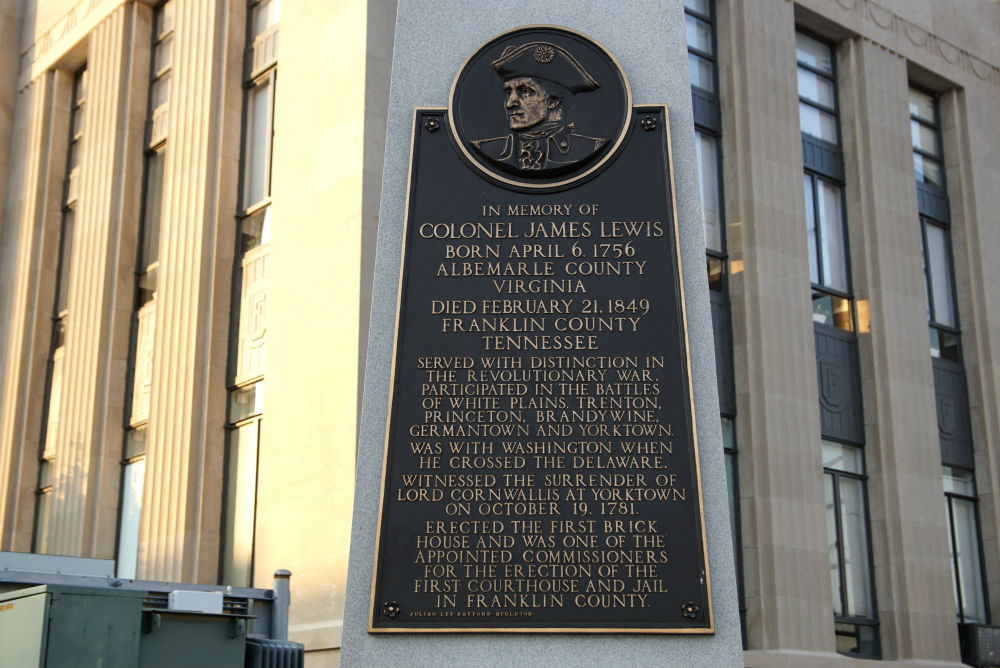 IN MEMORY OF
COLONEL JAMES LEWIS
BORN APRIL 6, 1756
ALBEMARLE COUNTY
VIRGINIA
DIED FEBRUARY 21, 1849
FRANKLIN COUNTY
TENNESSEE
SERVED WITH DISTINCTION IN
THE REVOLUTIONARY WAR.
PARTICIPATED IN THE BATTLES
OF WHITE PLAINS, TRENTON,
PRINCETON, BRANDYWINE,
GERMANTOWN AND YORKTOWN.
WAS WITH WASHINGTON WHEN
HE CROSSED THE DELAWARE.
WITNESSED THE SURRENDER OF
LORD CORNWALLIS AT YORKTOWN
ON OCTOBER 19, 1781.
ERECTED THE FIRST BRICK
HOUSE AND WAS ONE OF THE
APPOINTED COMMISSIONERS
FOR THE ERECTION OF THE
FIRST COURTHOUSE AND JAIL
IN FRANKLIN COUNTY.
JULIAN LEE RAYFORD SCULPTOR